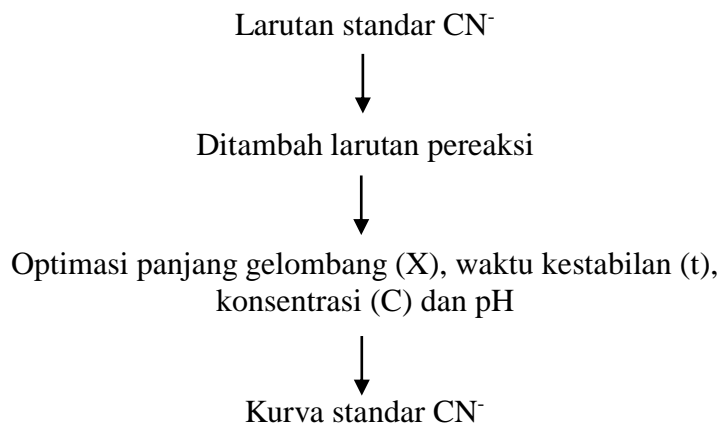 Larutan standar CN⁻
Ditambah larutan pereaksi
Optimasi panjang gelombang (X), waktu kestabilan (t),
konsentrasi (C) dan pH
Kurva standar CN⁻